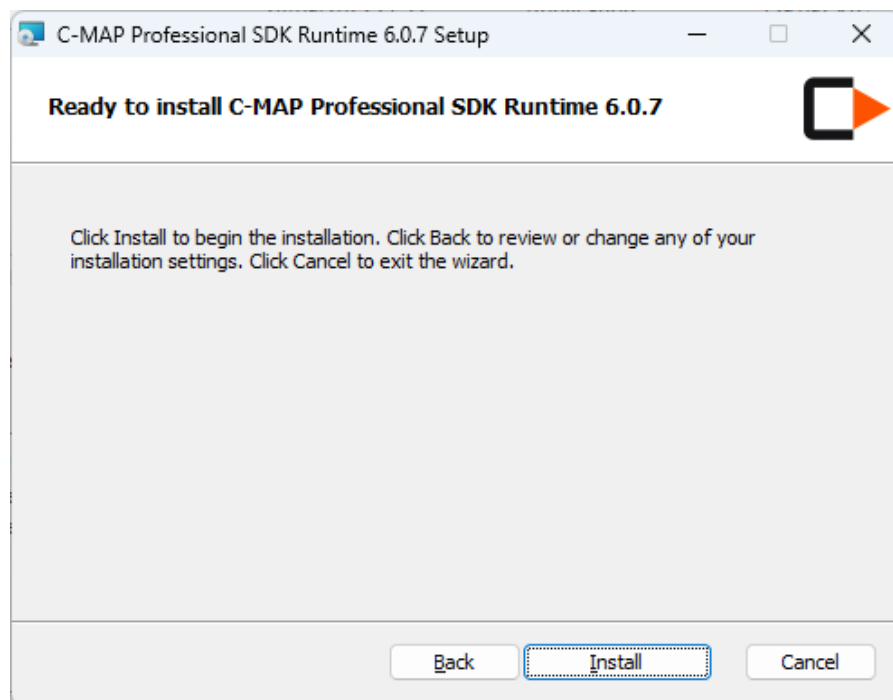 C-MAP Professional SDK Runtime 6.0.7 Setup
Ready to install C-MAP Professional SDK Runtime 6.0.7
Click Install to begin the installation. Click Back to review or change any of your
installation settings. Click Cancel to exit the wizard.
Back Install Cancel